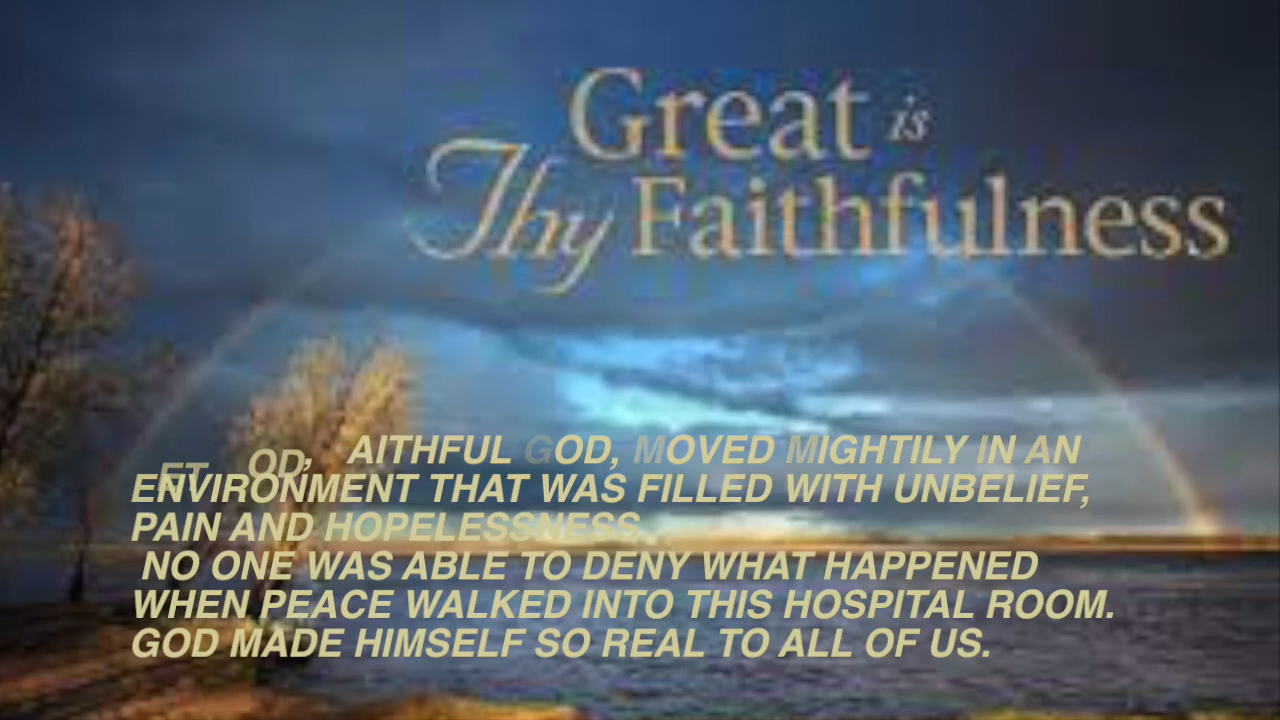 Great is
Thy Faithfulness
ET OD, AITHFUL GOD, MOVED MIGHTILY IN AN
ENVIRONMENT THAT WAS FILLED WITH UNBELIEF,
PAIN AND HOPELESSNESS...
NO ONE WAS ABLE TO DENY WHAT HAPPENED
WHEN PEACE WALKED INTO THIS HOSPITAL ROOM.
GOD MADE HIMSELF SO REAL TO ALL OF US.